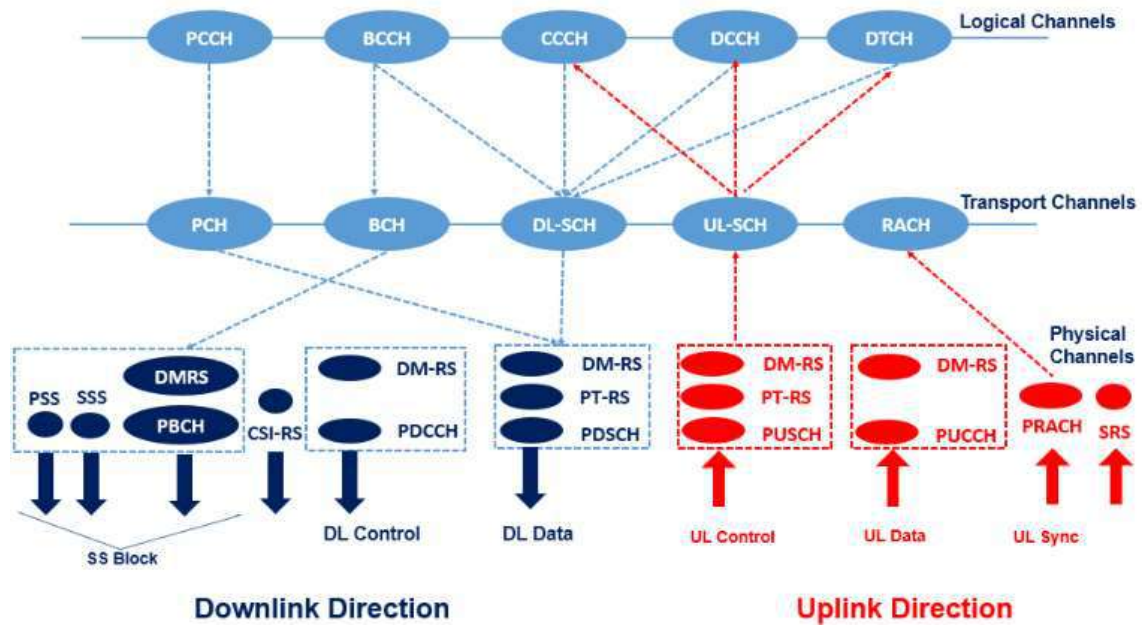 Logical Channels
PCCH
BCCH
CCCH
DCCH
DTCH
Transport Channels
PCH
BCH
DL-SCH
UL-SCH
RACH
Physical Channels
PSS
SSS
DMRS
PBCH
CSI-RS
DM-RS
PDCCH
DM-RS
PT-RS
PDSCH
DM-RS
PT-RS
PUSCH
DM-RS
PUCCH
PRACH
SRS
SS Block
DL Control
DL Data
UL Control
UL Data
UL Sync
Downlink Direction
Uplink Direction